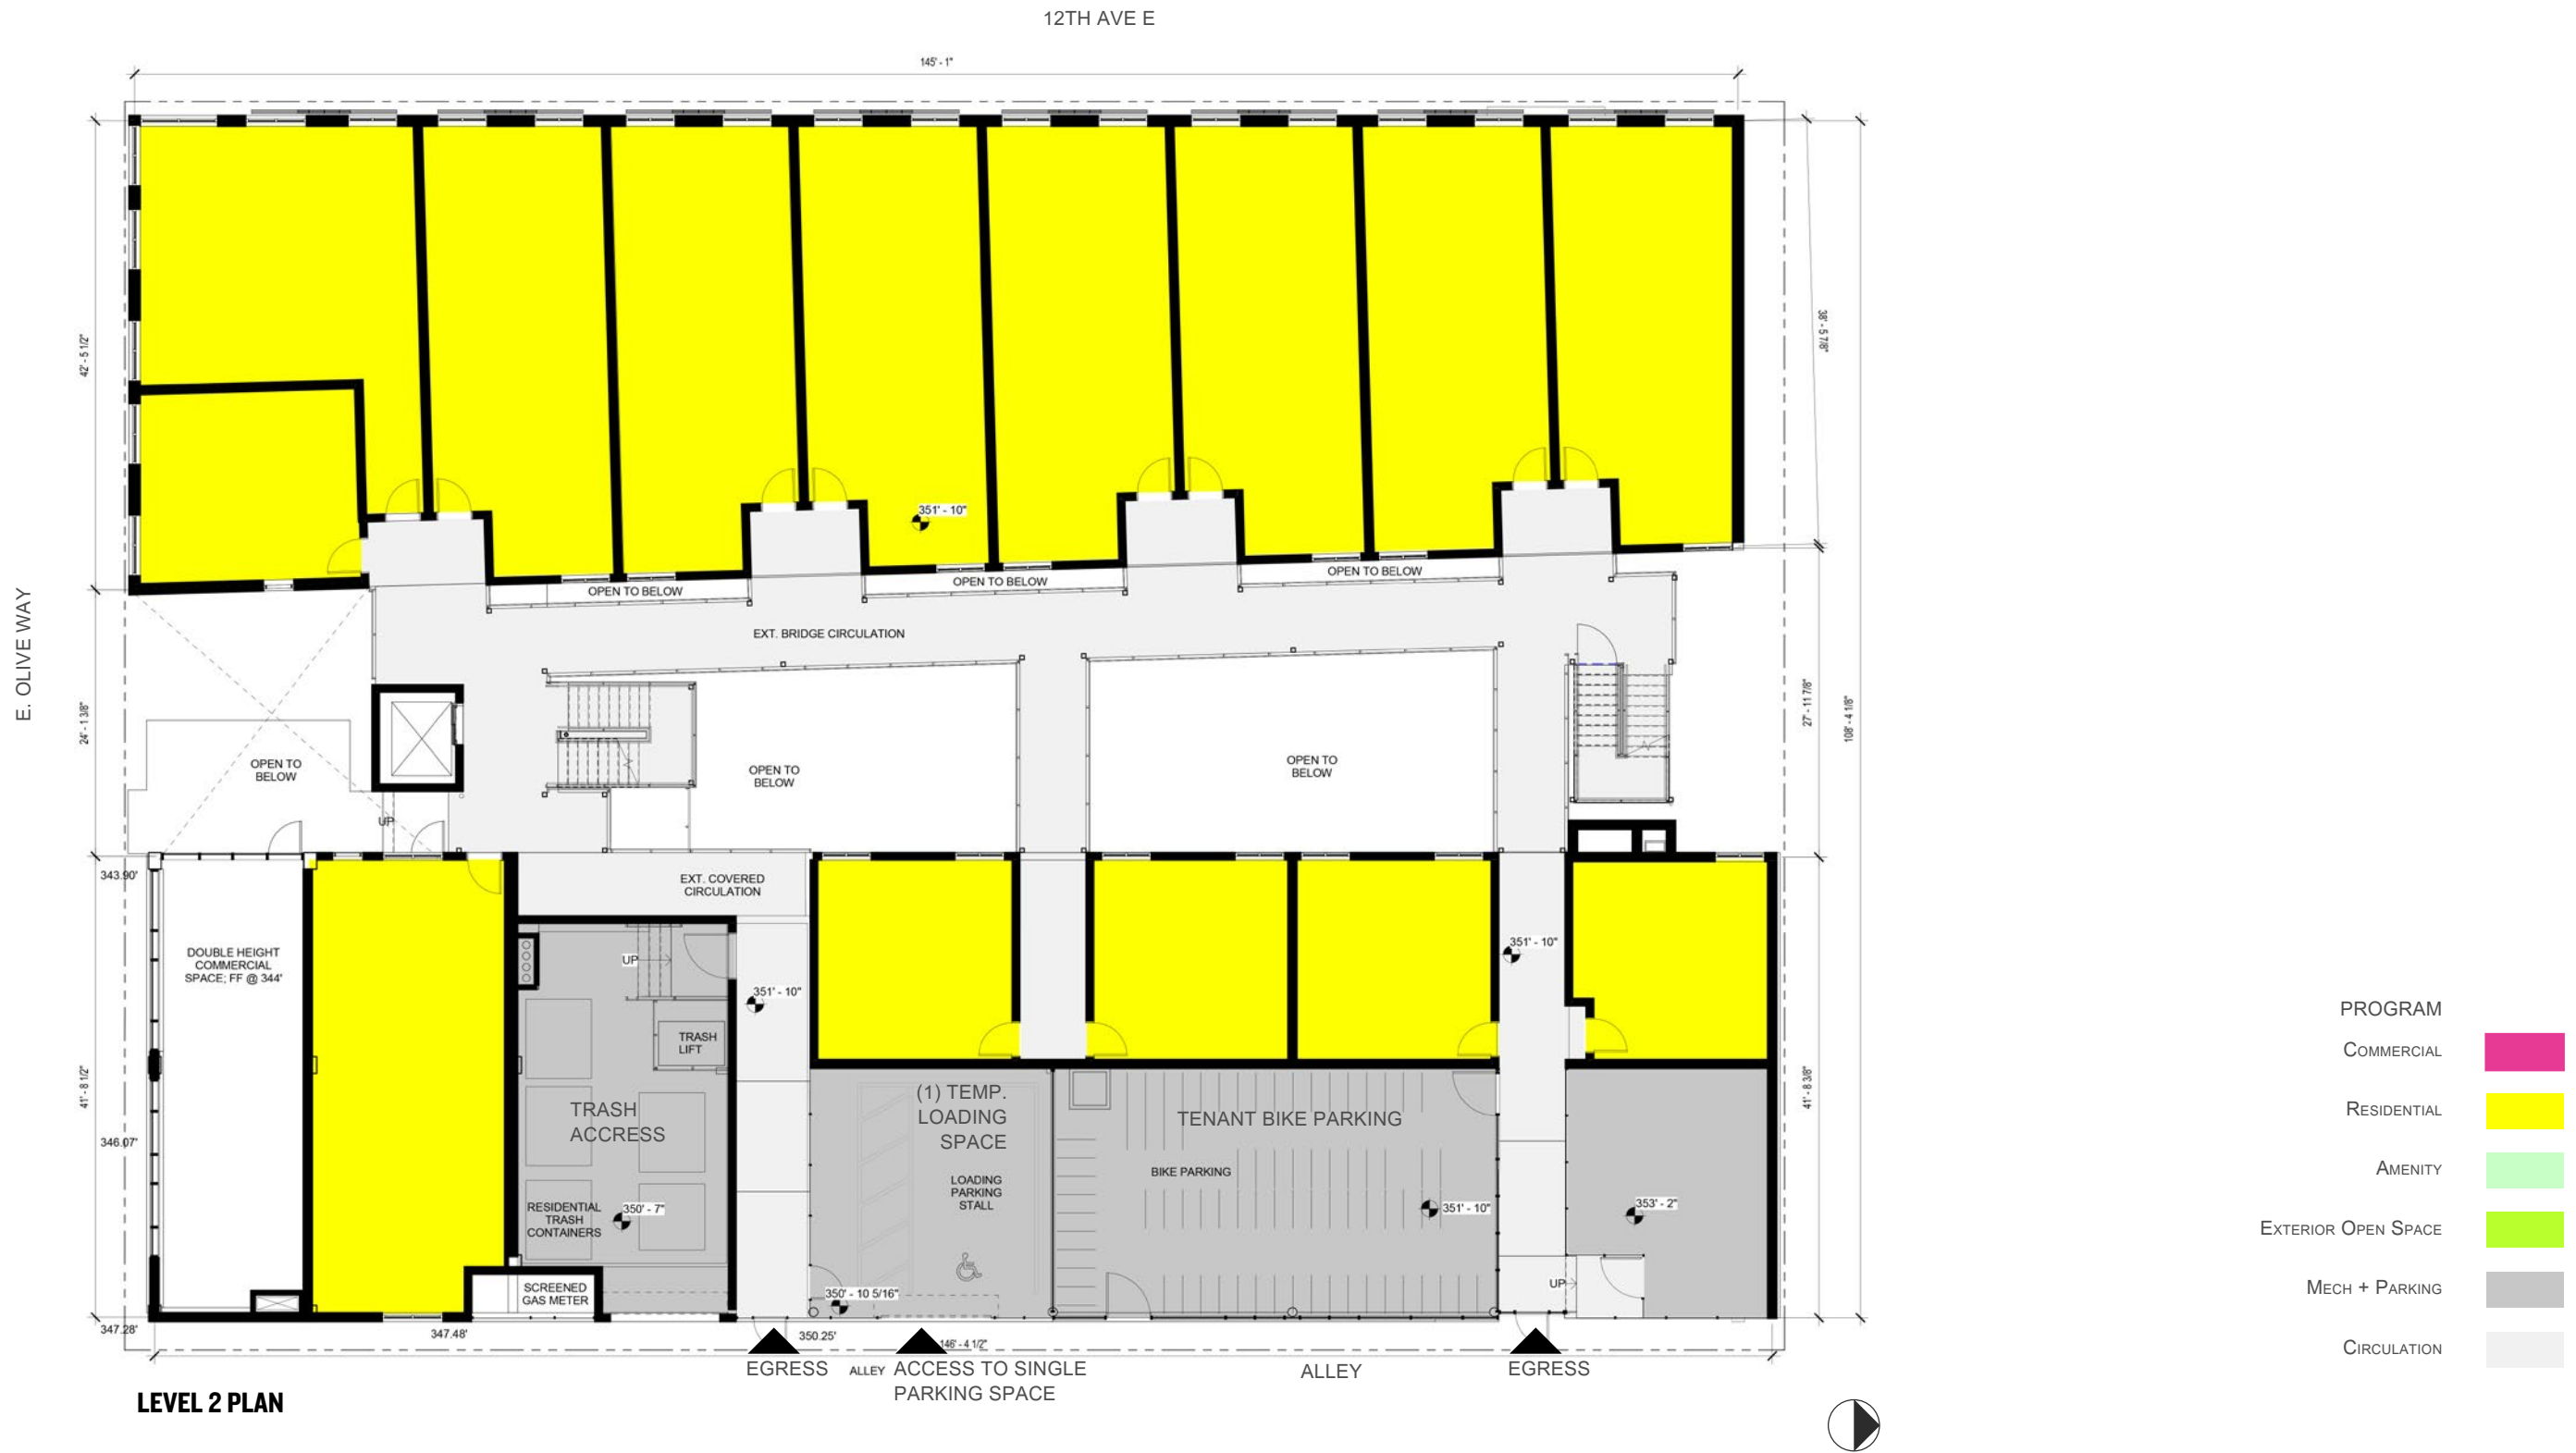 12TH AVE E
145' - 1"
42' - 5 1/2"
38' - 5 7/8"
351' - 10"
OPEN TO BELOW
OPEN TO BELOW
OPEN TO BELOW
E. OLIVE WAY
EXT. BRIDGE CIRCULATION
24' - 1 3/8"
27' - 11 7/8"
108' - 4 1/8"
OPEN TO
BELOW
OPEN TO
BELOW
OPEN TO
BELOW
UP
343.90'
EXT. COVERED
CIRCULATION
DOUBLE HEIGHT
COMMERCIAL
SPACE; FF @ 344'
UP
351' - 10"
351' - 10"
TRASH
LIFT
41' - 8 1/2"
41' - 8 3/8"
346.07'
TRASH
ACCRESS
(1) TEMP.
LOADING
SPACE
TENANT BIKE PARKING
BIKE PARKING
LOADING
PARKING
STALL
RESIDENTIAL
TRASH
CONTAINERS
350' - 7"
351' - 10"
353' - 2"
SCREENED
GAS METER
350' - 10 5/16"
UP
347.28'
347.48'
350.25'
146' - 4 1/2"
EGRESS
ALLEY
ACCESS TO SINGLE
PARKING SPACE
ALLEY
EGRESS
LEVEL 2 PLAN
PROGRAM
COMMERCIAL
RESIDENTIAL
AMENITY
EXTERIOR OPEN SPACE
MECH + PARKING
CIRCULATION